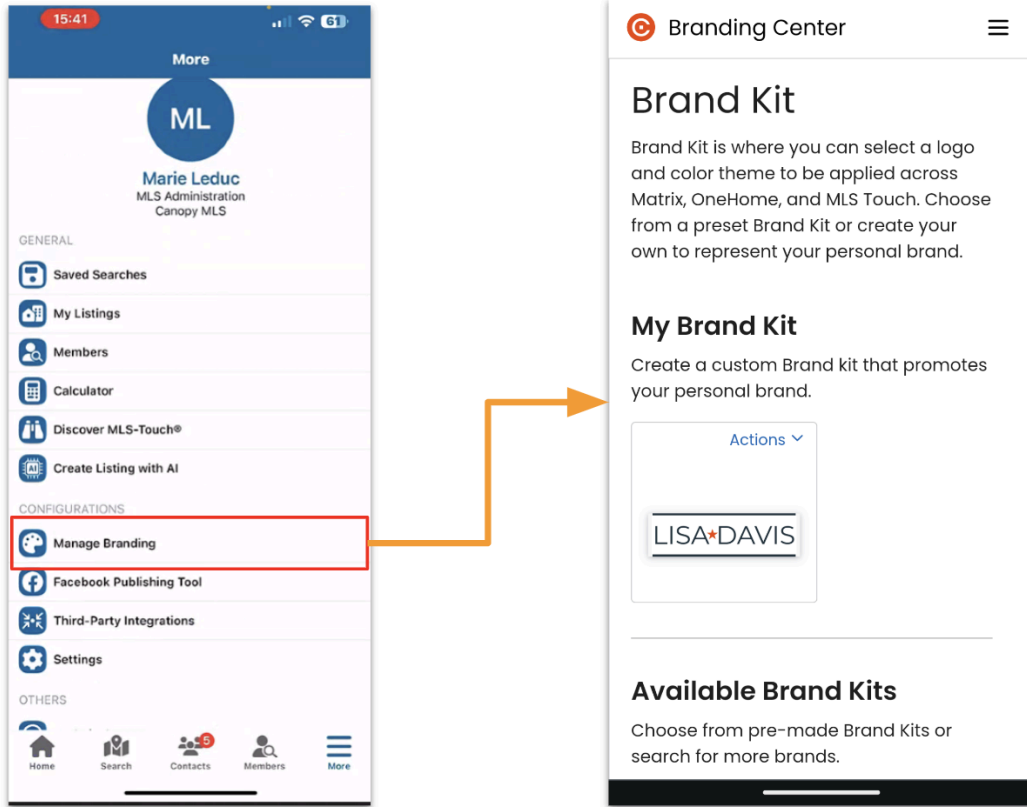 15:41
61
More
ML
Marie Leduc
MLS Administration
Canopy MLS
GENERAL
Saved Searches
My Listings
Members
Calculator
Discover MLS-Touch®
AI
Create Listing with AI
CONFIGURATIONS
Manage Branding
Facebook Publishing Tool
Third-Party Integrations
Settings
OTHERS
5
Home
Search
Contacts
Members
More
Branding Center
Brand Kit
Brand Kit is where you can select a logo
and color theme to be applied across
Matrix, OneHome, and MLS Touch. Choose
from a preset Brand Kit or create your
own to represent your personal brand.
My Brand Kit
Create a custom Brand kit that promotes
your personal brand.
Actions
LISA★DAVIS
Available Brand Kits
Choose from pre-made Brand Kits or
search for more brands.